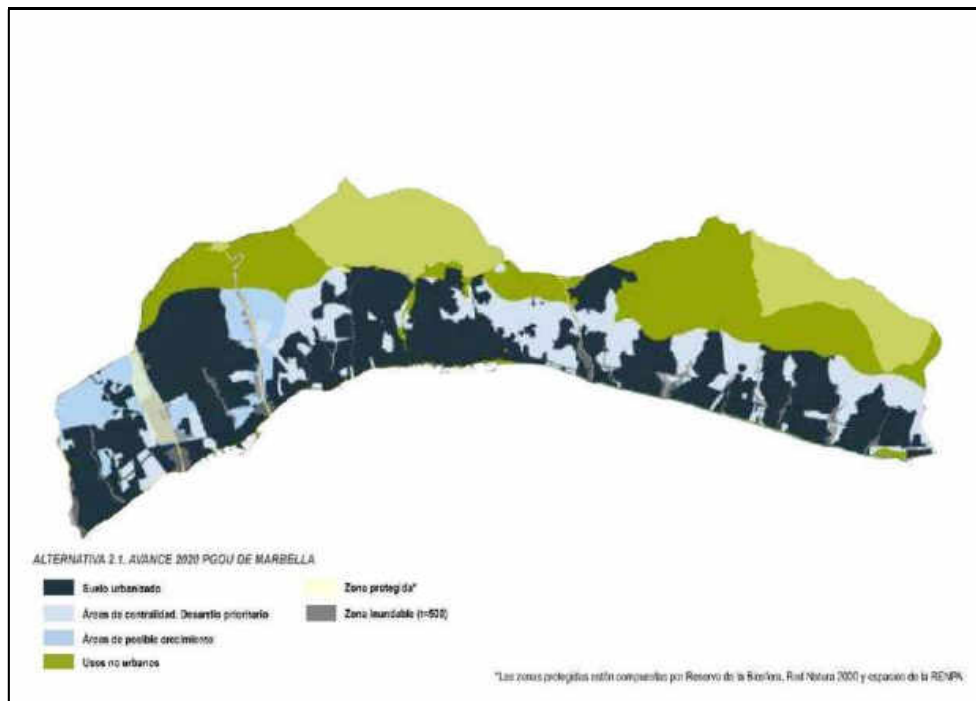 ALTERNATIVA 2.1. AVANCE 2020 PGOU DE MARBELLA
Suelo urbanizado
Áreas de centralidad. Desarrollo prioritario
Áreas de posible crecimiento
Usos no urbanos
Zona protegida*
Zona inundable (t=500)
*Las zonas protegidas están compuestas por Reserva de la Biosfera, Red Natura 2000 y espacios de la RENPA